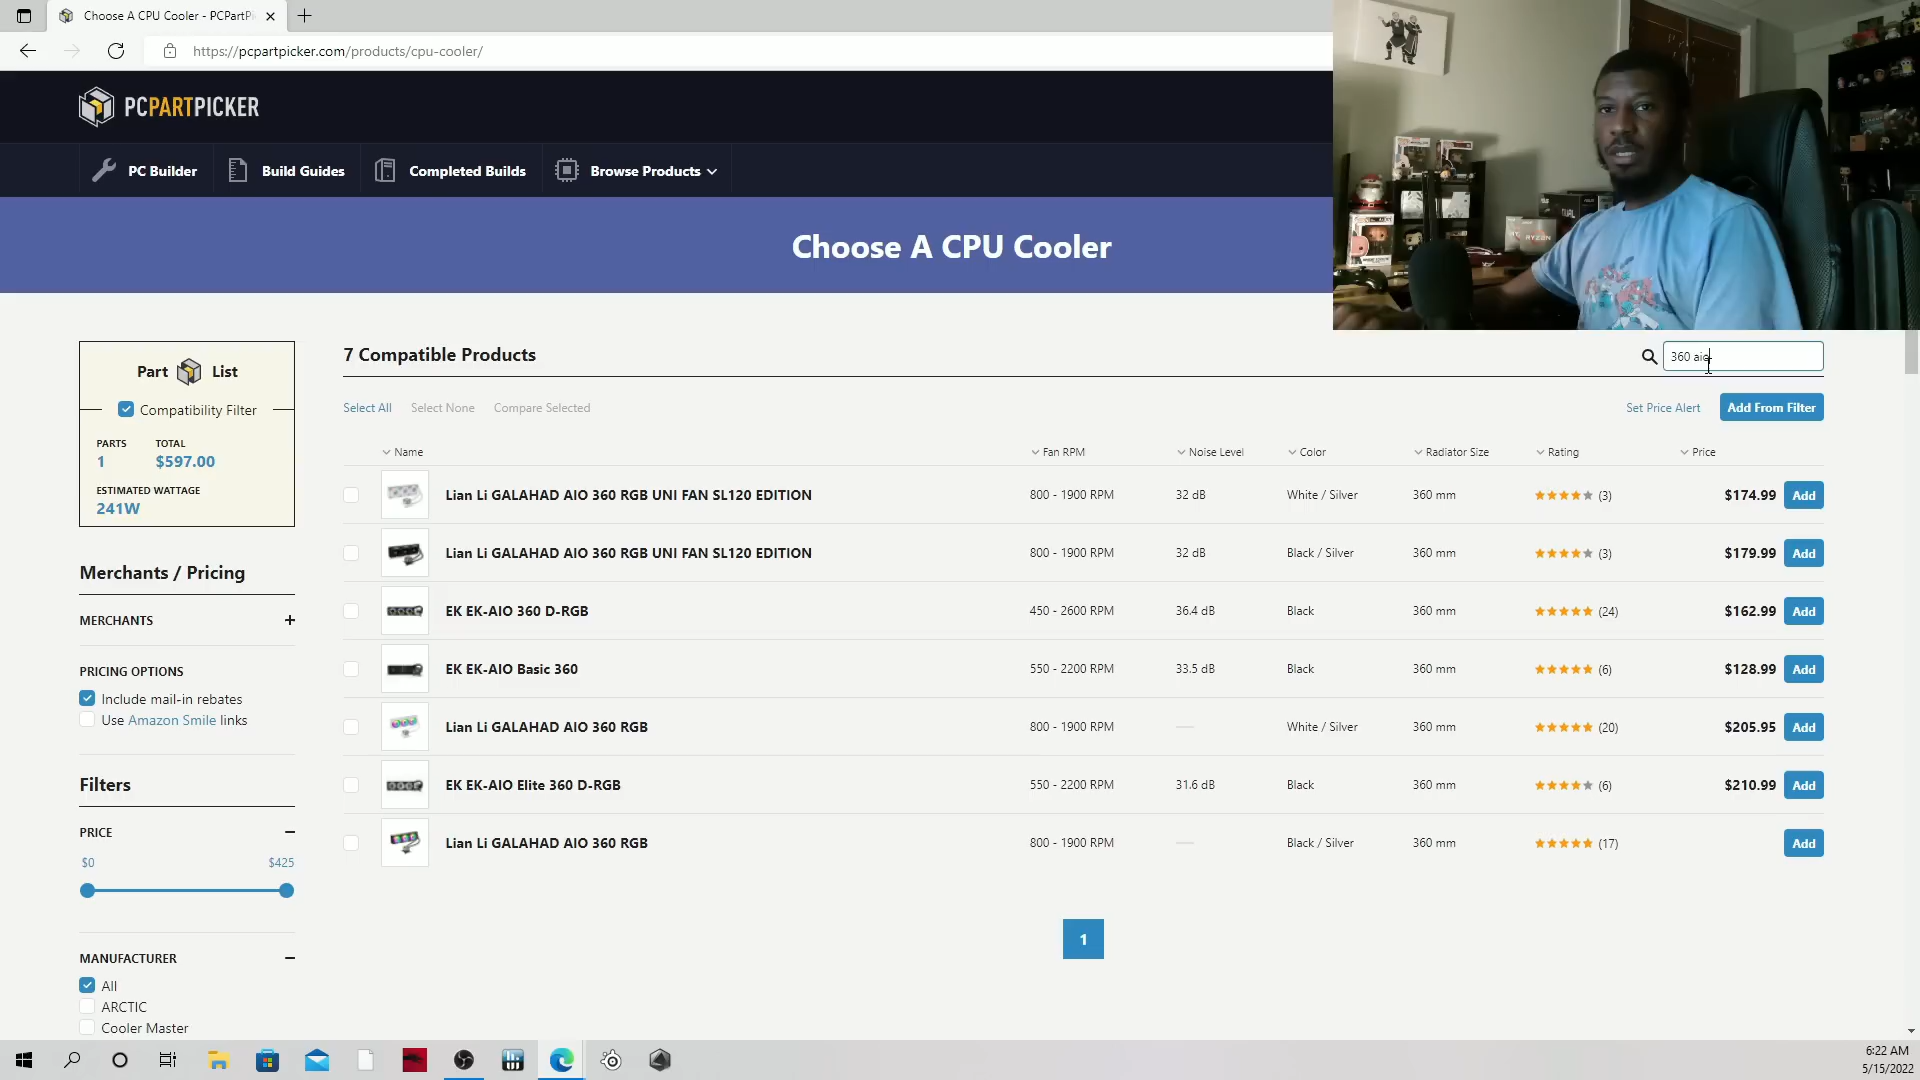 Choose A CPU Cooler - PCPartPi
https://pcpartpicker.com/products/cpu-cooler/
PCPARTPICKER
PC Builder
Build Guides
Completed Builds
Browse Products
Choose A CPU Cooler
RYZEN
DUAL
Part List
Compatibility Filter
PARTS TOTAL
1 $597.00
ESTIMATED WATTAGE
241W
Merchants / Pricing
MERCHANTS +
PRICING OPTIONS
Include mail-in rebates
Use Amazon Smile links
Filters
PRICE
$0 $425
MANUFACTURER
All
ARCTIC
Cooler Master
7 Compatible Products
360 aio
Select All Select None Compare Selected Set Price Alert Add From Filter
Name Fan RPM Noise Level Color Radiator Size Rating Price
Lian Li GALAHAD AIO 360 RGB UNI FAN SL120 EDITION 800 - 1900 RPM 32 dB White / Silver 360 mm (3) $174.99 Add
Lian Li GALAHAD AIO 360 RGB UNI FAN SL120 EDITION 800 - 1900 RPM 32 dB Black / Silver 360 mm (3) $179.99 Add
EK EK-AIO 360 D-RGB 450 - 2600 RPM 36.4 dB Black 360 mm (24) $162.99 Add
EK EK-AIO Basic 360 550 - 2200 RPM 33.5 dB Black 360 mm (6) $128.99 Add
Lian Li GALAHAD AIO 360 RGB 800 - 1900 RPM White / Silver 360 mm (20) $205.95 Add
EK EK-AIO Elite 360 D-RGB 550 - 2200 RPM 31.6 dB Black 360 mm (6) $210.99 Add
Lian Li GALAHAD AIO 360 RGB 800 - 1900 RPM Black / Silver 360 mm (17) Add
1
6:22 AM
5/15/2022